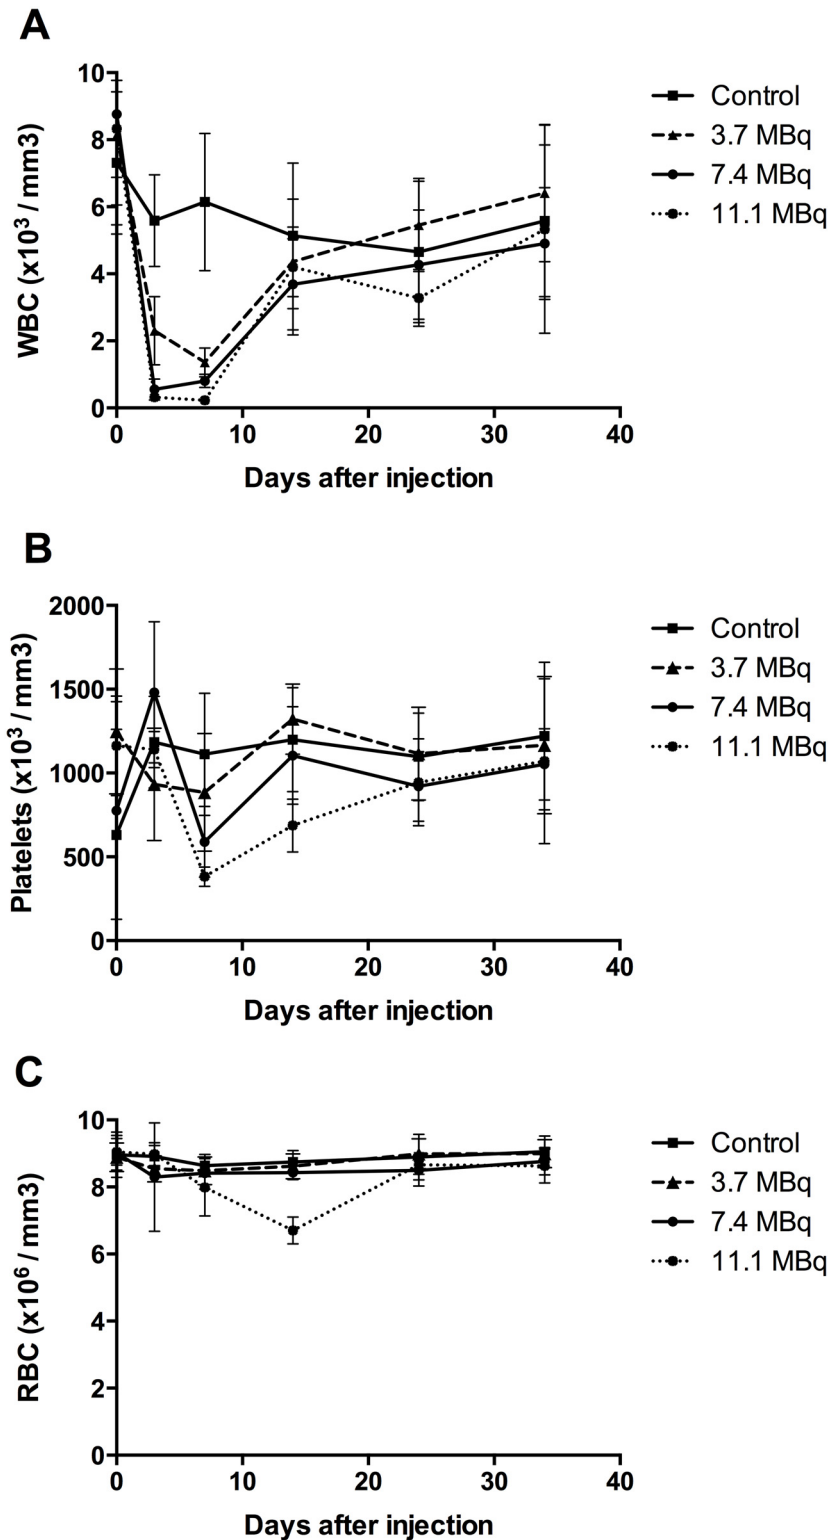 A
WBC (x10³ / mm3)
10
8
6
4
2
0
0 10 20 30 40
Days after injection
Control
3.7 MBq
7.4 MBq
11.1 MBq
B
Platelets (x10³ / mm3)
2000
1500
1000
500
0
0 10 20 30 40
Days after injection
Control
3.7 MBq
7.4 MBq
11.1 MBq
C
RBC (x10⁶ / mm3)
10
8
6
4
2
0
0 10 20 30 40
Days after injection
Control
3.7 MBq
7.4 MBq
11.1 MBq